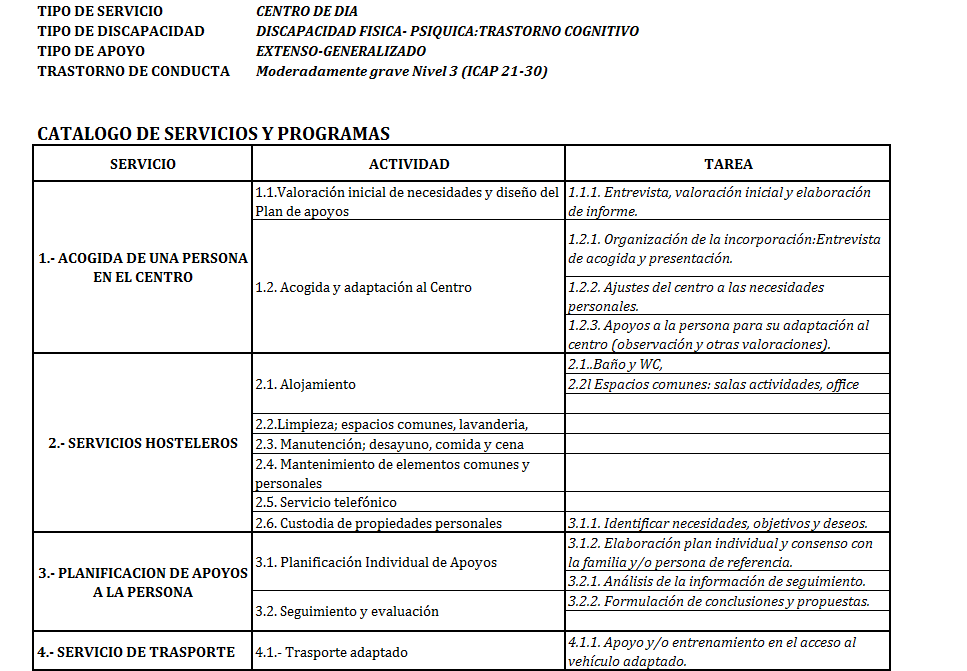 TIPO DE SERVICIO CENTRO DE DIA
TIPO DE DISCAPACIDAD DISCAPACIDAD FISICA- PSIQUICA:TRASTORNO COGNITIVO
TIPO DE APOYO EXTENSO-GENERALIZADO
TRASTORNO DE CONDUCTA Moderadamente grave Nivel 3 (ICAP 21-30)
CATALOGO DE SERVICIOS Y PROGRAMAS
SERVICIO ACTIVIDAD TAREA
1.- ACOGIDA DE UNA PERSONA
EN EL CENTRO
1.1.Valoración inicial de necesidades y diseño del
Plan de apoyos
1.1.1. Entrevista, valoración inicial y elaboración
de informe.
1.2. Acogida y adaptación al Centro
1.2.1. Organización de la incorporación:Entrevista
de acogida y presentación.
1.2.2. Ajustes del centro a las necesidades
personales.
1.2.3. Apoyos a la persona para su adaptación al
centro (observación y otras valoraciones).
2.- SERVICIOS HOSTELEROS
2.1. Alojamiento
2.1..Baño y WC,
2.2l Espacios comunes: salas actividades, office
2.2.Limpieza; espacios comunes, lavanderia,
2.3. Manutención; desayuno, comida y cena
2.4. Mantenimiento de elementos comunes y
personales
2.5. Servicio telefónico
2.6. Custodia de propiedades personales
3.1.1. Identificar necesidades, objetivos y deseos.
3.- PLANIFICACION DE APOYOS
A LA PERSONA
3.1. Planificación Individual de Apoyos
3.1.2. Elaboración plan individual y consenso con
la familia y/o persona de referencia.
3.2.1. Análisis de la información de seguimiento.
3.2. Seguimiento y evaluación
3.2.2. Formulación de conclusiones y propuestas.
4.- SERVICIO DE TRASPORTE
4.1.- Trasporte adaptado
4.1.1. Apoyo y/o entrenamiento en el acceso al
vehículo adaptado.